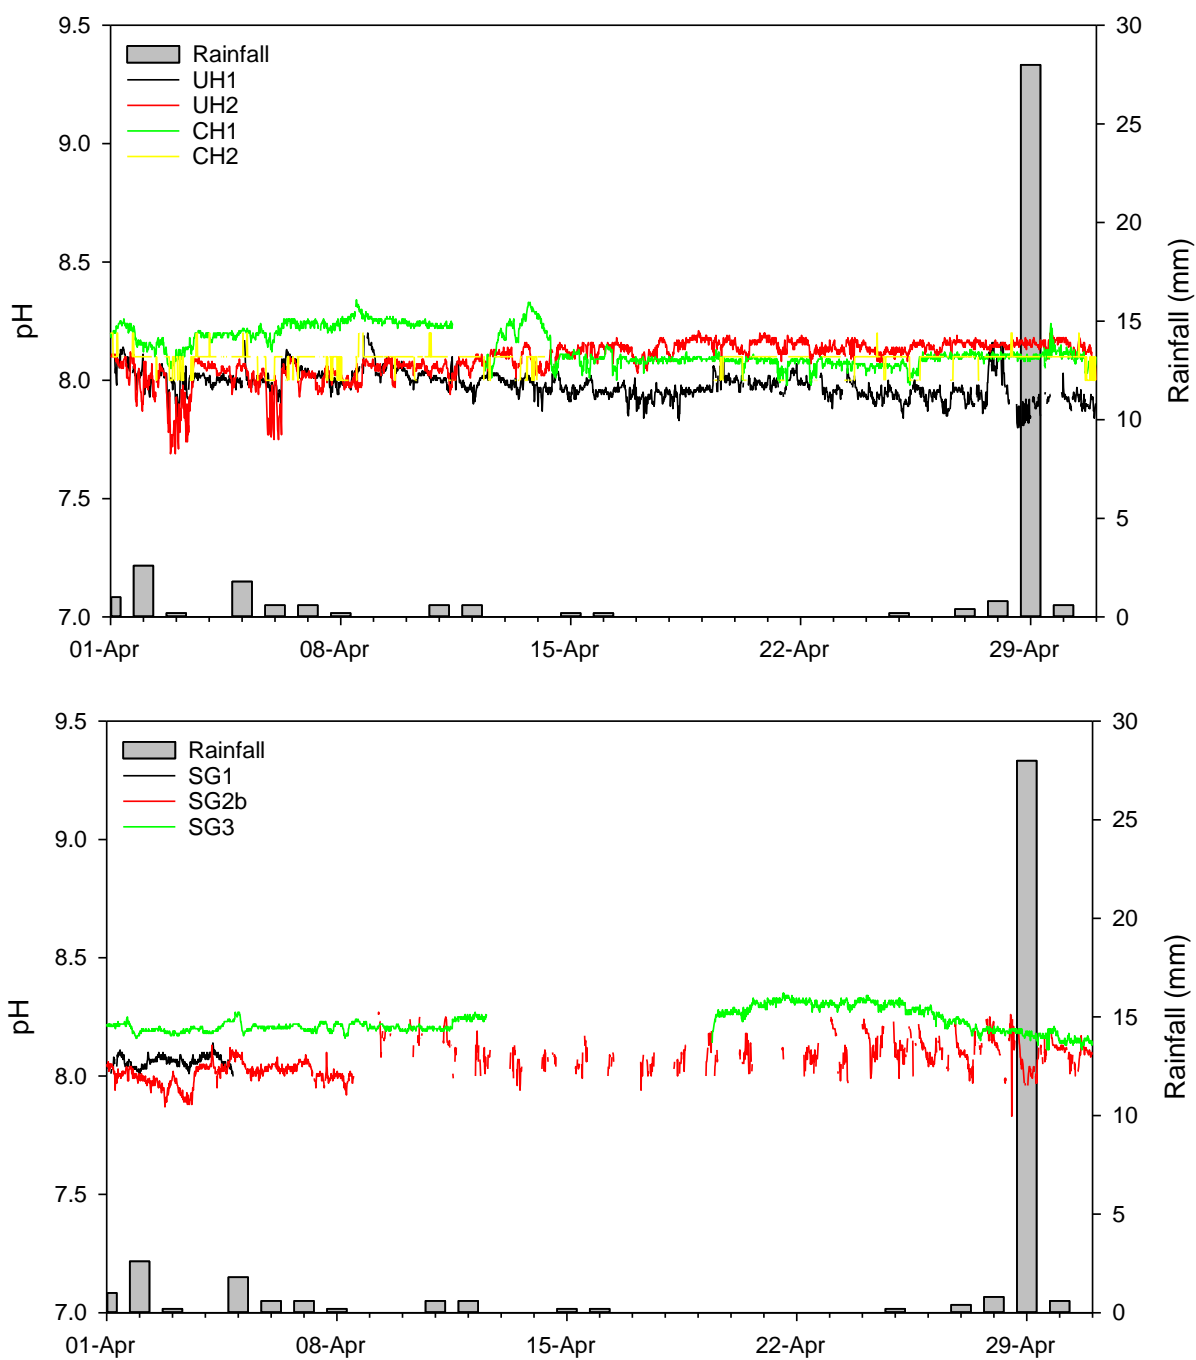 9.5
9.0
8.5
8.0
7.5
7.0
pH
Rainfall
UH1
UH2
CH1
CH2
30
25
20
15
10
5
0
Rainfall (mm)
01-Apr
08-Apr
15-Apr
22-Apr
29-Apr
9.5
9.0
8.5
8.0
7.5
7.0
pH
Rainfall
SG1
SG2b
SG3
30
25
20
15
10
5
0
Rainfall (mm)
01-Apr
08-Apr
15-Apr
22-Apr
29-Apr